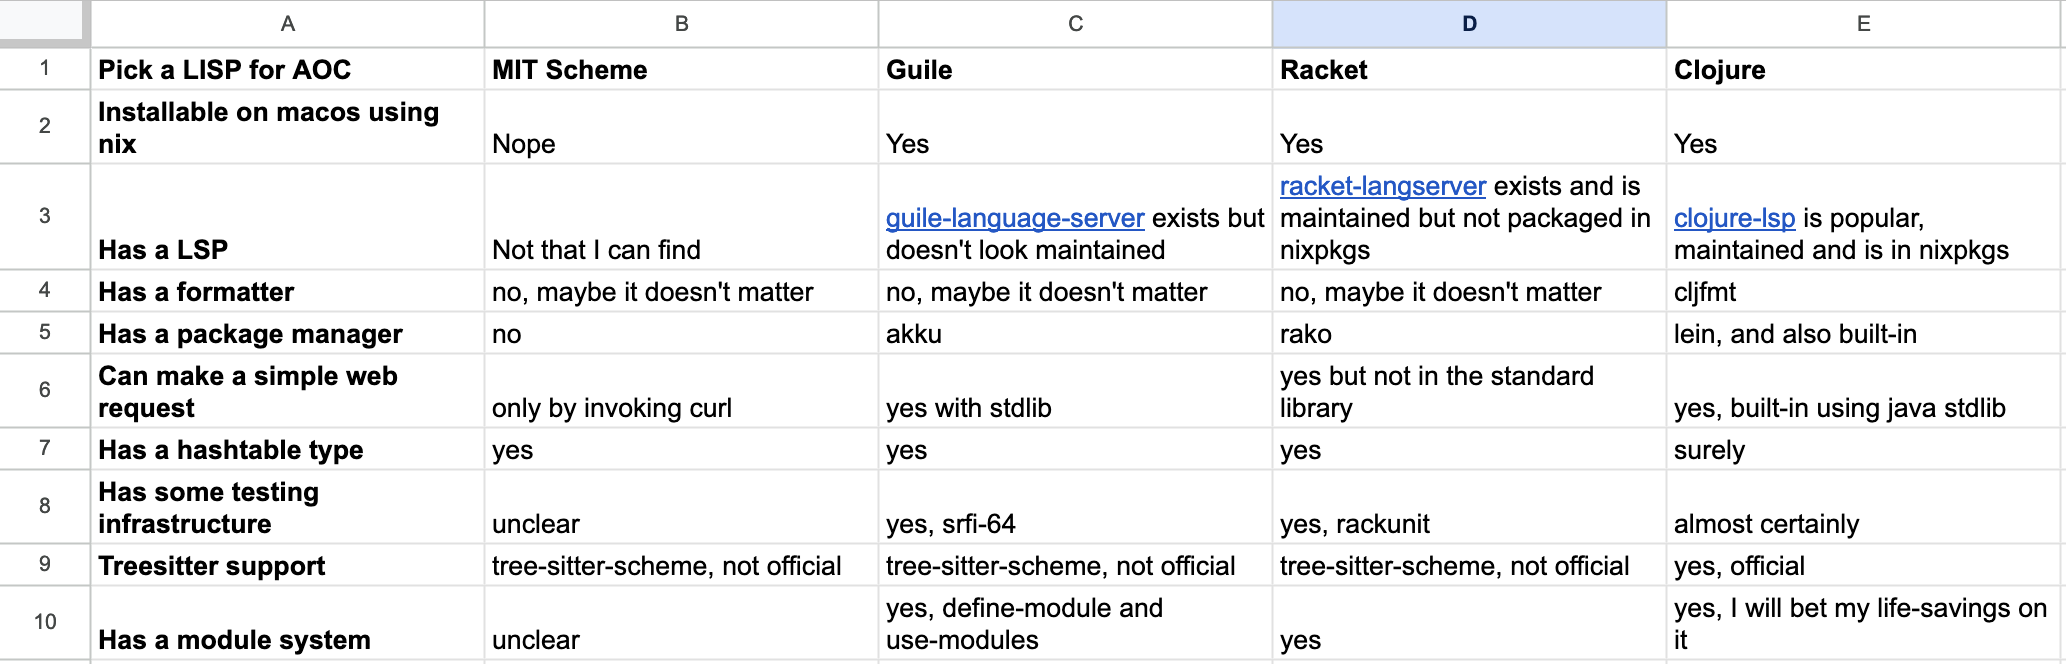 A B C D E
1 Pick a LISP for AOC MIT Scheme Guile Racket Clojure
2 Installable on macos using
nix Nope Yes Yes Yes
3 Has a LSP Not that I can find guile-language-server exists but
doesn't look maintained racket-langserver exists and is
maintained but not packaged in
nixpkgs clojure-lsp is popular,
maintained and is in nixpkgs
4 Has a formatter no, maybe it doesn't matter no, maybe it doesn't matter no, maybe it doesn't matter cljfmt
5 Has a package manager no akku rako lein, and also built-in
6 Can make a simple web
request only by invoking curl yes with stdlib yes but not in the standard
library yes, built-in using java stdlib
7 Has a hashtable type yes yes yes surely
8 Has some testing
infrastructure unclear yes, srfi-64 yes, rackunit almost certainly
9 Treesitter support tree-sitter-scheme, not official tree-sitter-scheme, not official tree-sitter-scheme, not official yes, official
10 Has a module system unclear yes, define-module and
use-modules yes yes, I will bet my life-savings on
it